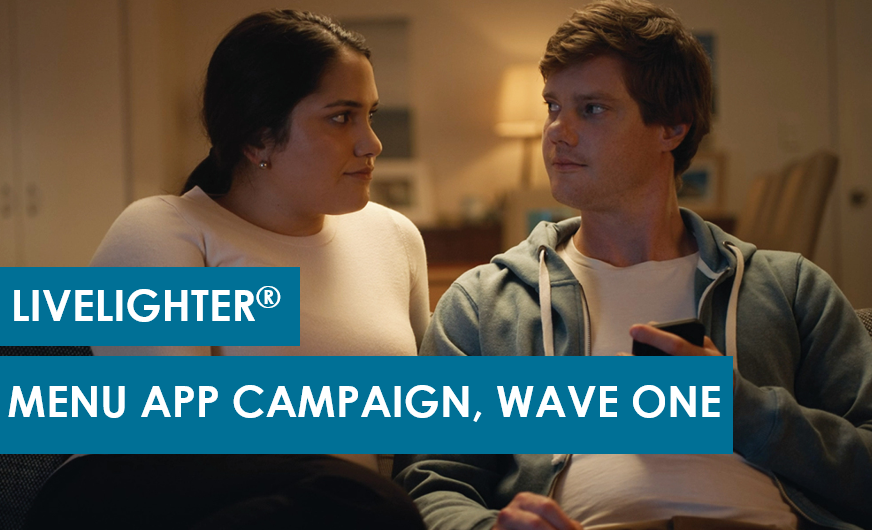 LIVELIGHTER®
MENU APP CAMPAIGN, WAVE ONE